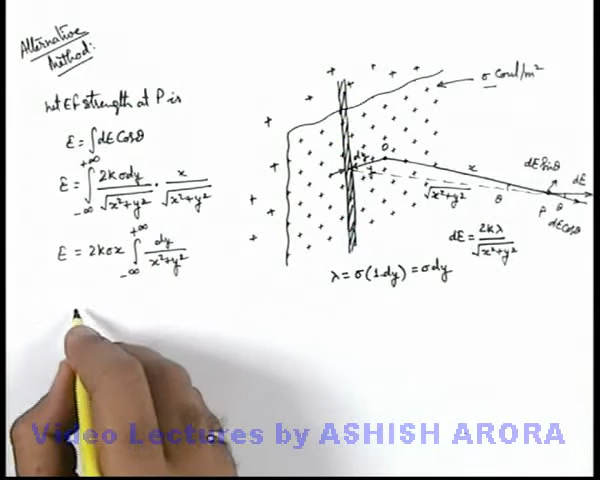 Alternative
Method:
Net EF strength at P is
E = ∫dE Cosθ
E = ∫_{-∞}^{+∞} 2kσdy/√(x²+y²) · x/√(x²+y²)
E = 2kσx ∫_{-∞}^{+∞} dy/(x²+y²)
σ Coul/m²
dy
y
O
x
√(x²+y²)
θ
dE Sinθ
dE
P
θ
dE Cosθ
dE = 2kλ/√(x²+y²)
λ = σ(1·dy) = σdy
Video Lectures by ASHISH ARORA